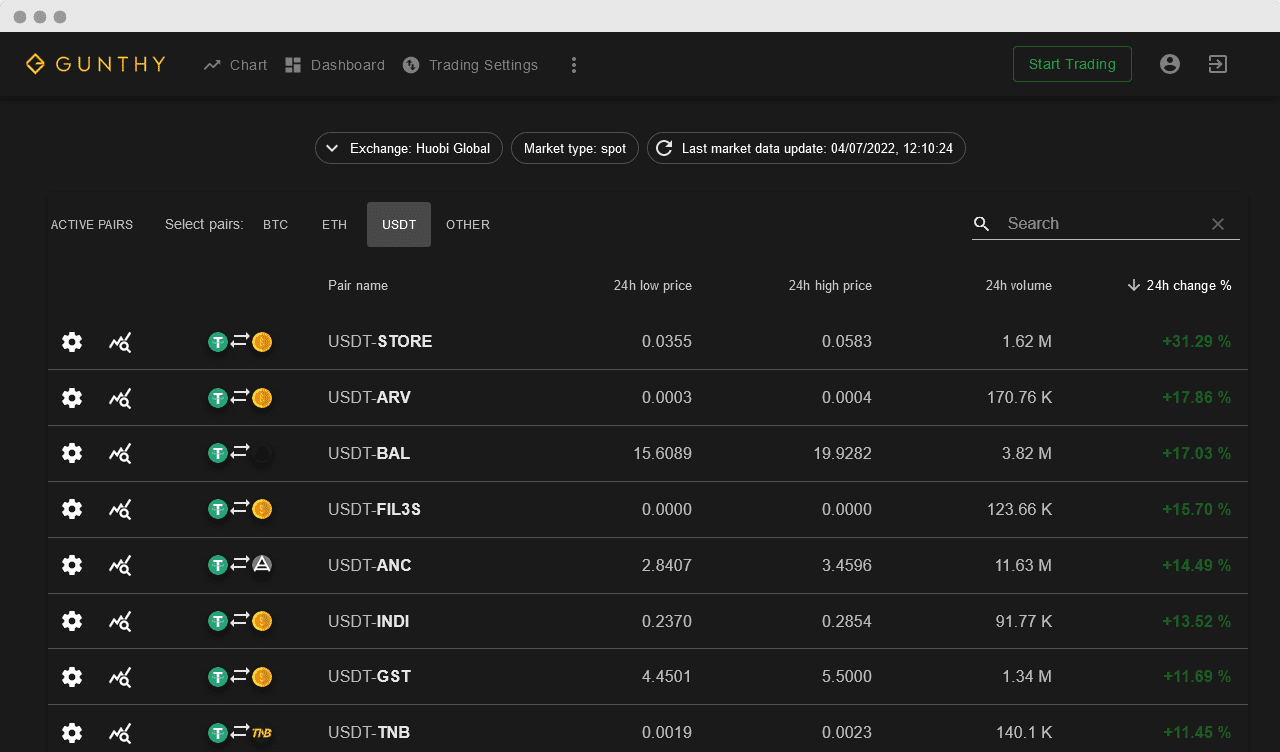 GUNTHY Chart Dashboard Trading Settings Start Trading
Exchange: Huobi Global Market type: spot Last market data update: 04/07/2022, 12:10:24
ACTIVE PAIRS Select pairs: BTC ETH USDT OTHER Search
Pair name 24h low price 24h high price 24h volume 24h change %
USDT-STORE 0.0355 0.0583 1.62 M +31.29 %
USDT-ARV 0.0003 0.0004 170.76 K +17.86 %
USDT-BAL 15.6089 19.9282 3.82 M +17.03 %
USDT-FIL3S 0.0000 0.0000 123.66 K +15.70 %
USDT-ANC 2.8407 3.4596 11.63 M +14.49 %
USDT-INDI 0.2370 0.2854 91.77 K +13.52 %
USDT-GST 4.4501 5.5000 1.34 M +11.69 %
TNB USDT-TNB 0.0019 0.0023 140.1 K +11.45 %